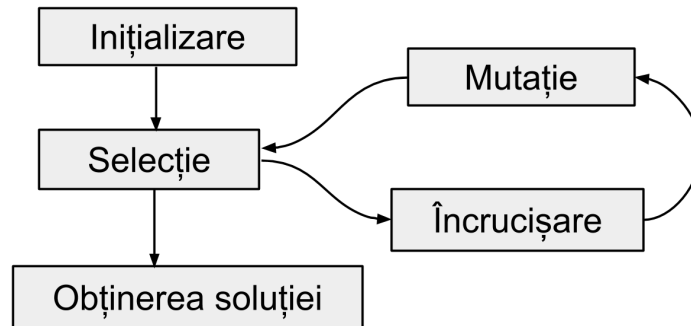 Inițializare
Mutație
Selecție
Încrucișare
Obținerea soluției